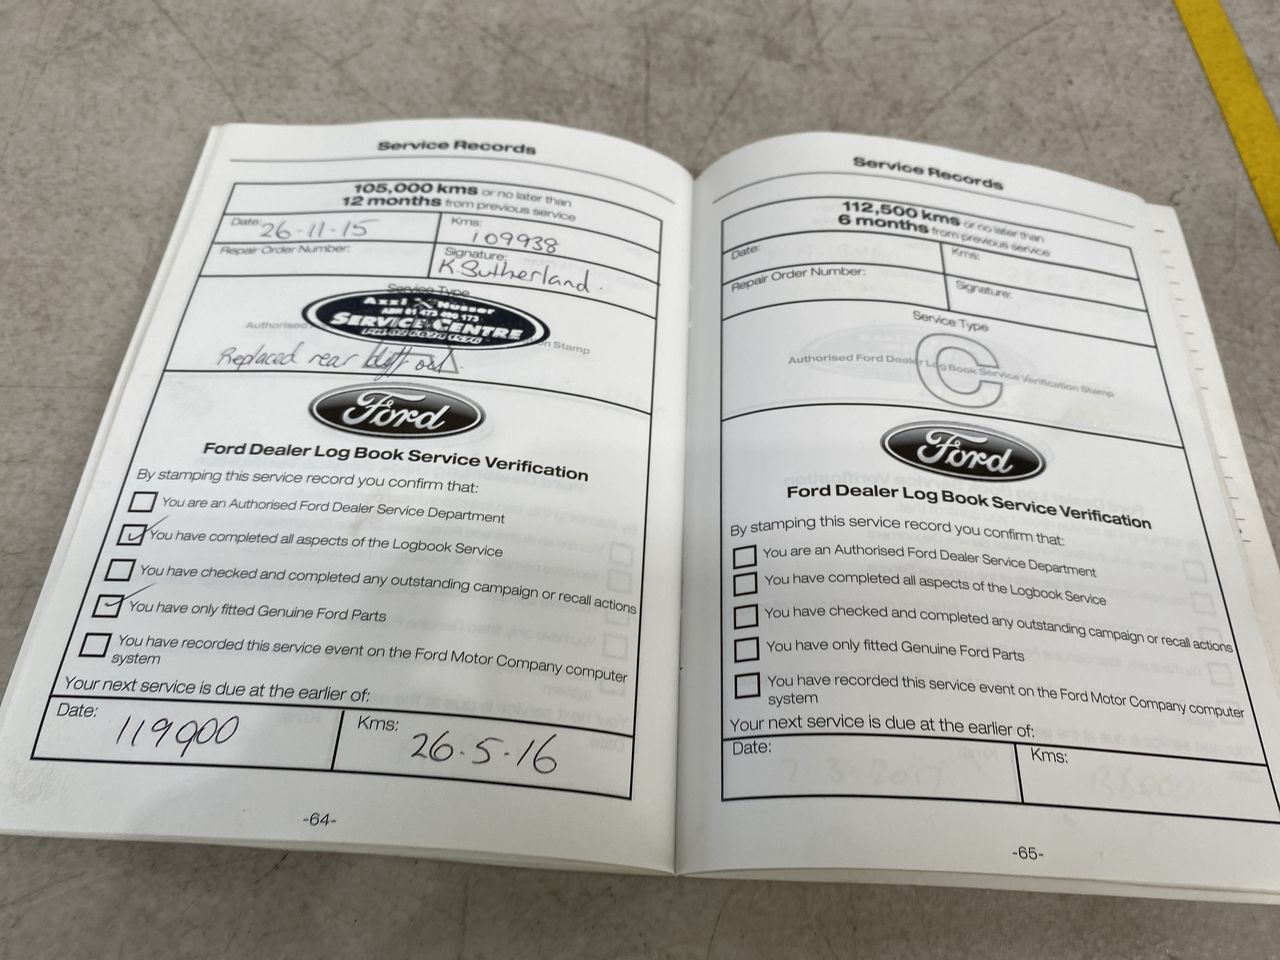 Service Records
105,000 kms or no later than
12 months from previous service
Date: 26-11-15
Kms: 109938
Repair Order Number:
Signature: K.Sutherland.
Service Type
SERVICE CENTRE
Authorised
n Stamp
Replaced rear diff oil.
Ford
Ford Dealer Log Book Service Verification
By stamping this service record you confirm that:
You are an Authorised Ford Dealer Service Department
You have completed all aspects of the Logbook Service
You have checked and completed any outstanding campaign or recall actions
You have only fitted Genuine Ford Parts
You have recorded this service event on the Ford Motor Company computer
system
Your next service is due at the earlier of:
Date: 119900
Kms: 26-5-16
-64-
Service Records
112,500 kms or no later than
6 months from previous service
Date:
Kms:
Repair Order Number:
Signature:
Service Type
C
Authorised Ford Dealer Log Book Service Verification Stamp
Ford
Ford Dealer Log Book Service Verification
By stamping this service record you confirm that:
You are an Authorised Ford Dealer Service Department
You have completed all aspects of the Logbook Service
You have checked and completed any outstanding campaign or recall actions
You have only fitted Genuine Ford Parts
You have recorded this service event on the Ford Motor Company computer
system
Your next service is due at the earlier of:
Date:
Kms:
-65-